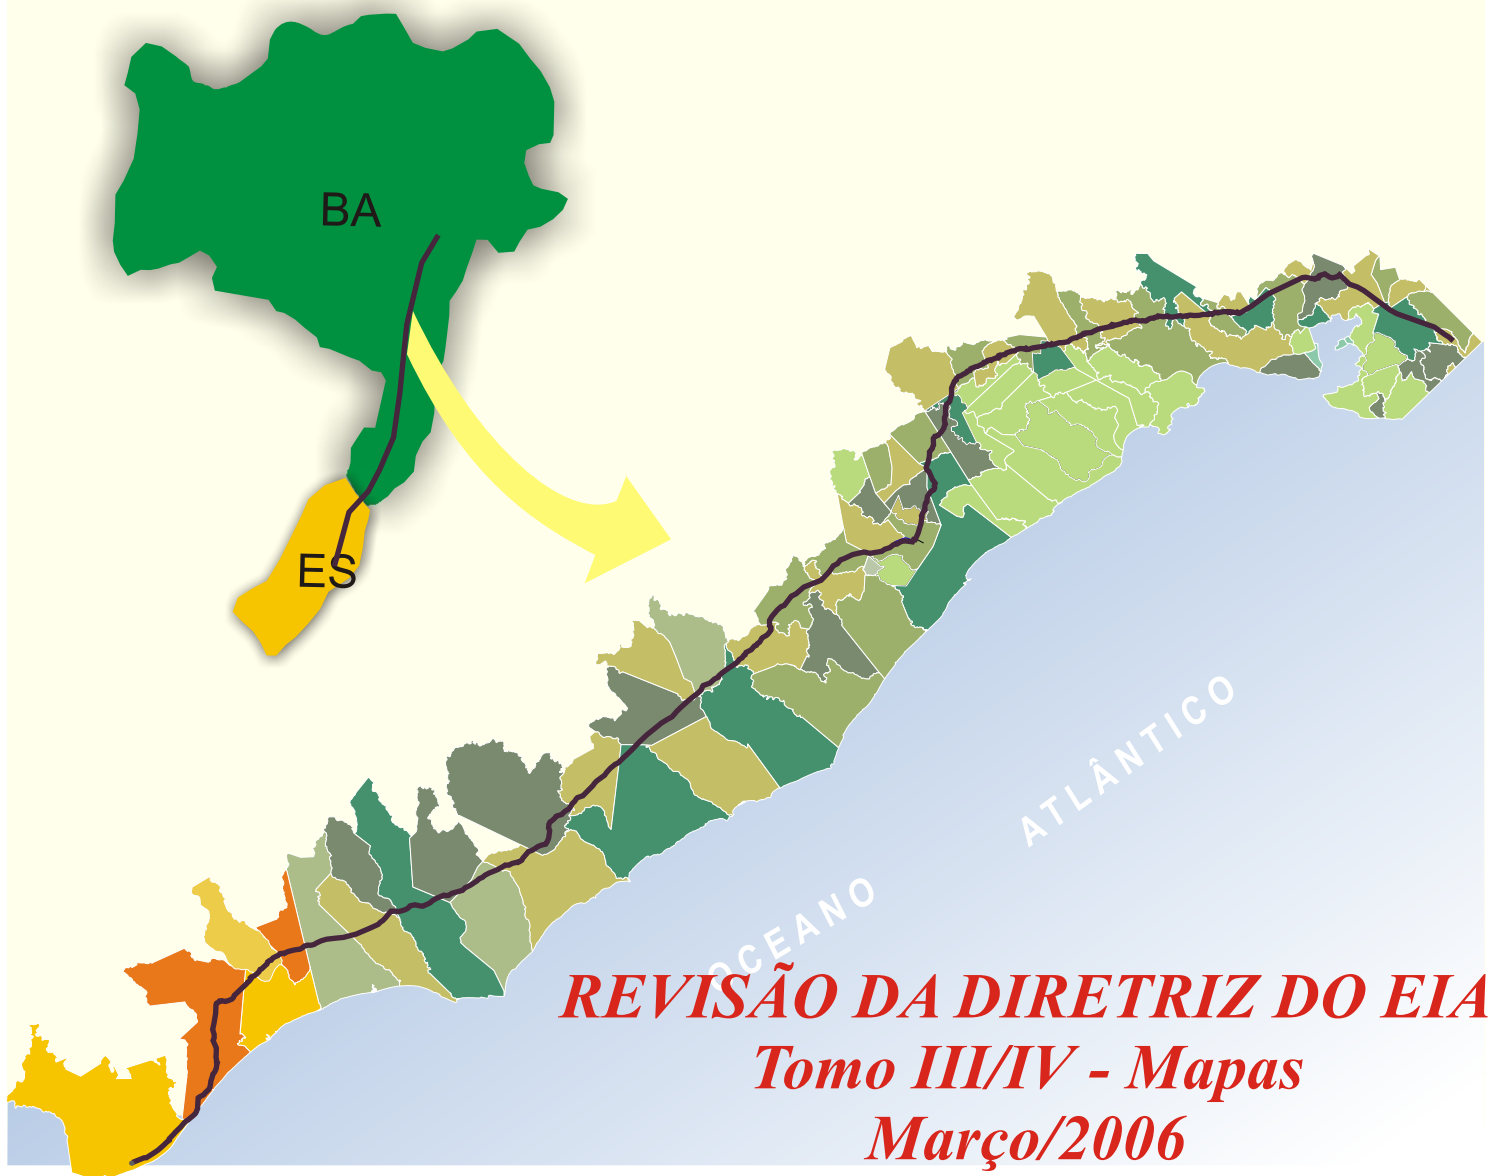 BA
ES
ATLÂNTICO
OCEANO
REVISÃO DA DIRETRIZ DO EIA
Tomo III/IV - Mapas
Março/2006